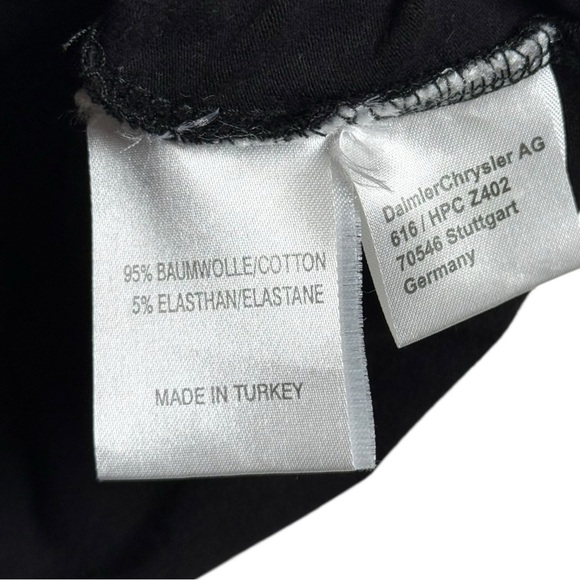 95% BAUMWOLLE/COTTON
5% ELASTHAN/ELASTANE
MADE IN TURKEY
DaimlerChrysler AG
616 / HPC Z402
70546 Stuttgart
Germany